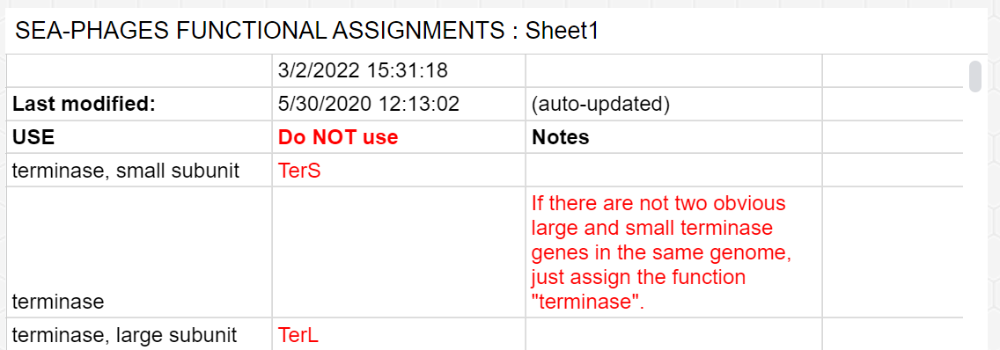 SEA-PHAGES FUNCTIONAL ASSIGNMENTS : Sheet1
3/2/2022 15:31:18
Last modified: 5/30/2020 12:13:02 (auto-updated)
USE Do NOT use Notes
terminase, small subunit TerS
If there are not two obvious
large and small terminase
genes in the same genome,
just assign the function
terminase "terminase".
terminase, large subunit TerL